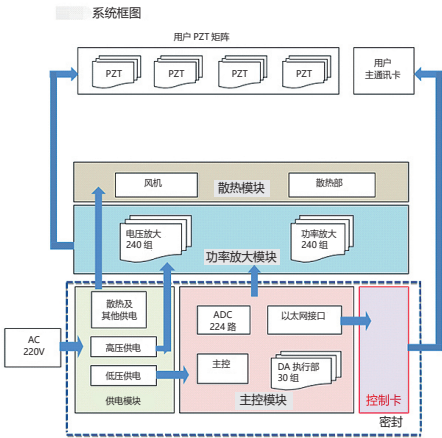 系统框图
用户 PZT 矩阵
PZT
PZT
PZT
PZT
用户
主通讯卡
风机
散热模块
散热部
电压放大
240 组
功率放大
240 组
功率放大模块
散热及
其他供电
高压供电
低压供电
供电模块
AC
220V
ADC
224 路
以太网接口
主控
DA 执行部
30 组
主控模块
控制卡
密封